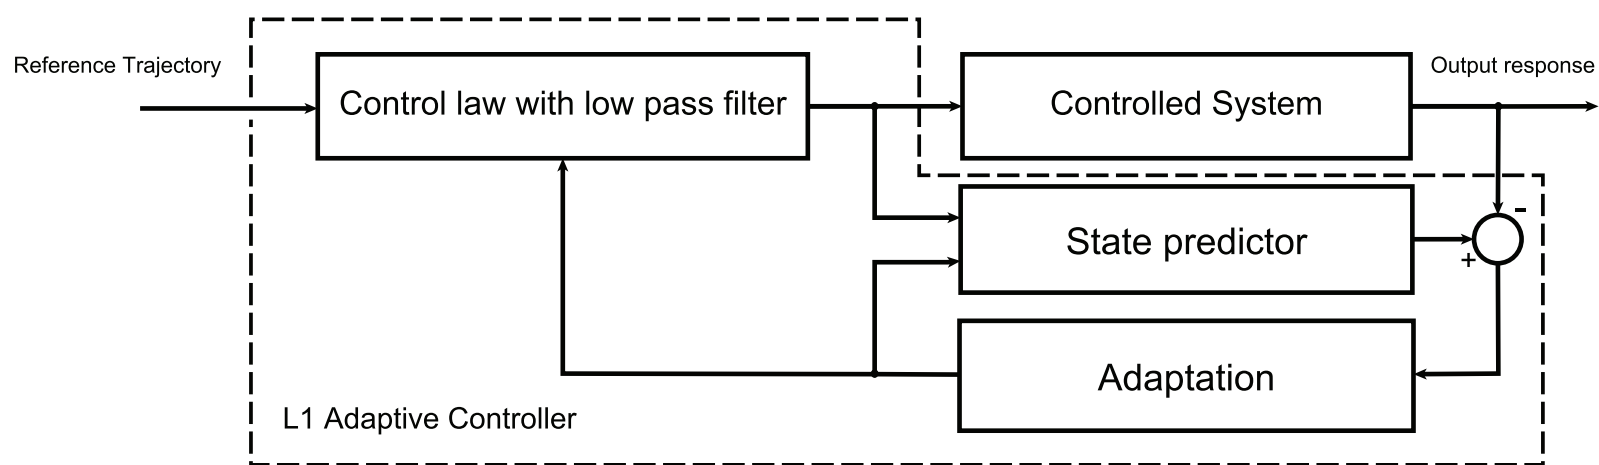 Reference Trajectory
Control law with low pass filter
Controlled System
Output response
-
State predictor
+
Adaptation
L1 Adaptive Controller